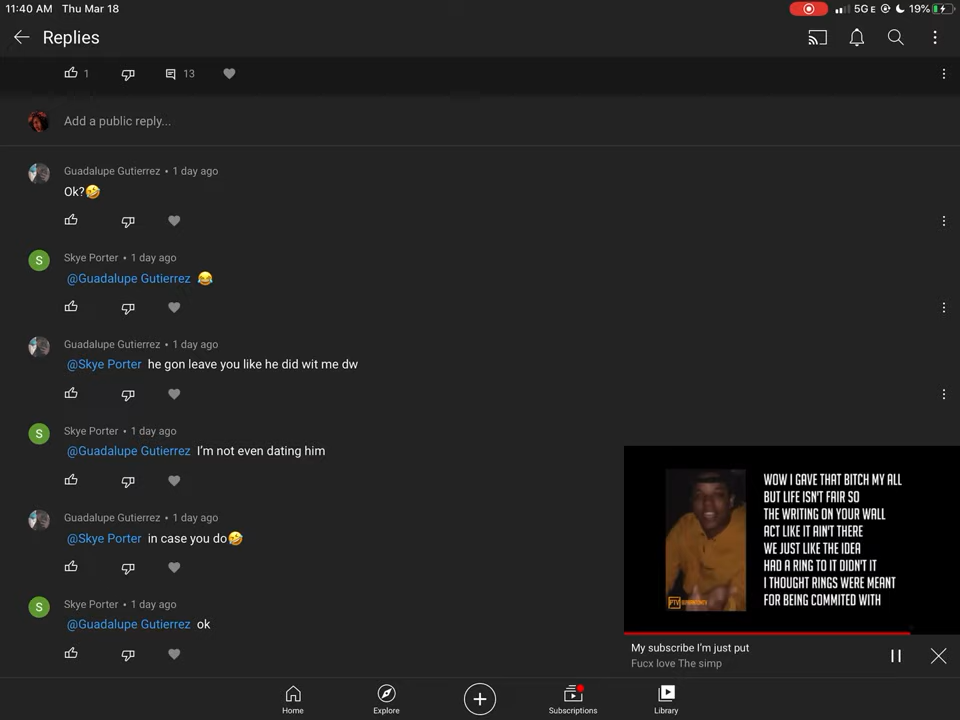 11:40 AM Thu Mar 18
5G E 19%
Replies
1 13
Add a public reply...
Guadalupe Gutierrez • 1 day ago
Ok?🤣
S
Skye Porter • 1 day ago
@Guadalupe Gutierrez 😂
Guadalupe Gutierrez • 1 day ago
@Skye Porter he gon leave you like he did wit me dw
S
Skye Porter • 1 day ago
@Guadalupe Gutierrez I'm not even dating him
Guadalupe Gutierrez • 1 day ago
@Skye Porter in case you do🤣
S
Skye Porter • 1 day ago
@Guadalupe Gutierrez ok
WOW I GAVE THAT BITCH MY ALL
BUT LIFE ISN'T FAIR SO
THE WRITING ON YOUR WALL
ACT LIKE IT AIN'T THERE
WE JUST LIKE THE IDEA
HAD A RING TO IT DIDN'T IT
I THOUGHT RINGS WERE MEANT
FOR BEING COMMITED WITH
My subscribe I'm just put
Fucx love The simp
Home
Explore
Subscriptions
Library